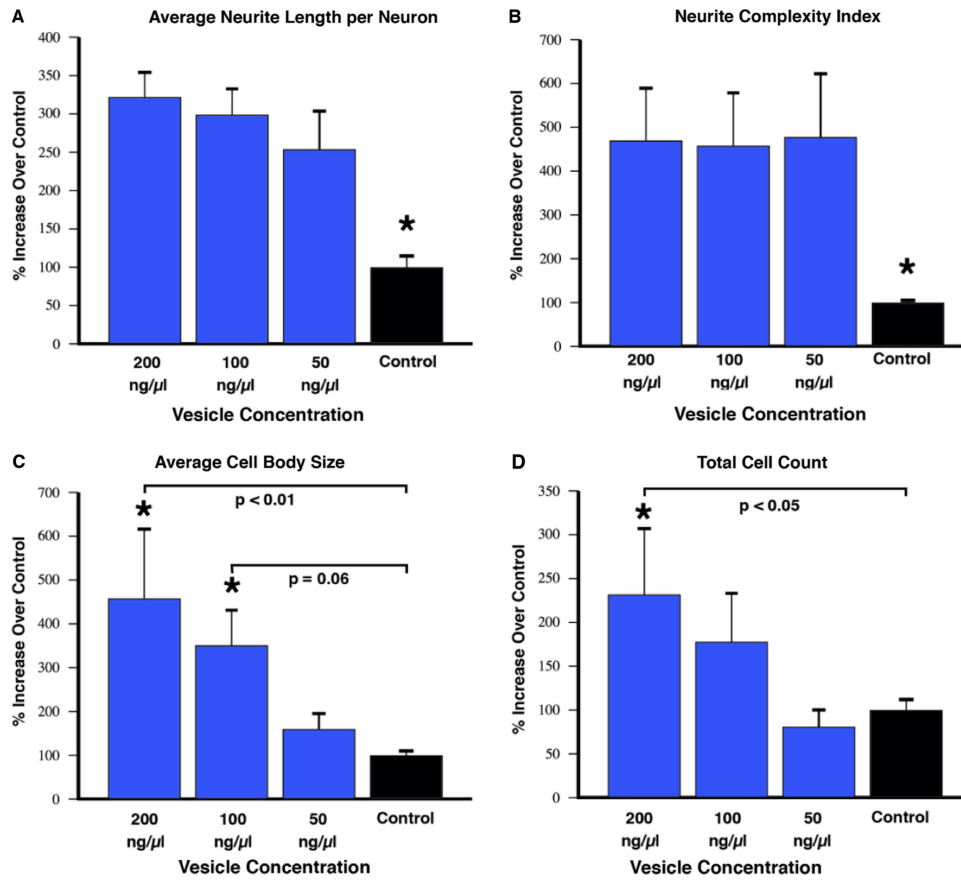 A
Average Neurite Length per Neuron
% Increase Over Control
400
350
300
250
200
150
100
50
0
*
200 100 50 Control
ng/µl ng/µl ng/µl
Vesicle Concentration
B
Neurite Complexity Index
% Increase Over Control
700
600
500
400
300
200
100
0
*
200 100 50 Control
ng/µl ng/µl ng/µl
Vesicle Concentration
C
Average Cell Body Size
% Increase Over Control
700
600
500
400
300
200
100
0
p < 0.01
*
p = 0.06
*
200 100 50 Control
ng/µl ng/µl ng/µl
Vesicle Concentration
D
Total Cell Count
% Increase Over Control
350
300
250
200
150
100
50
0
p < 0.05
*
200 100 50 Control
ng/µl ng/µl ng/µl
Vesicle Concentration